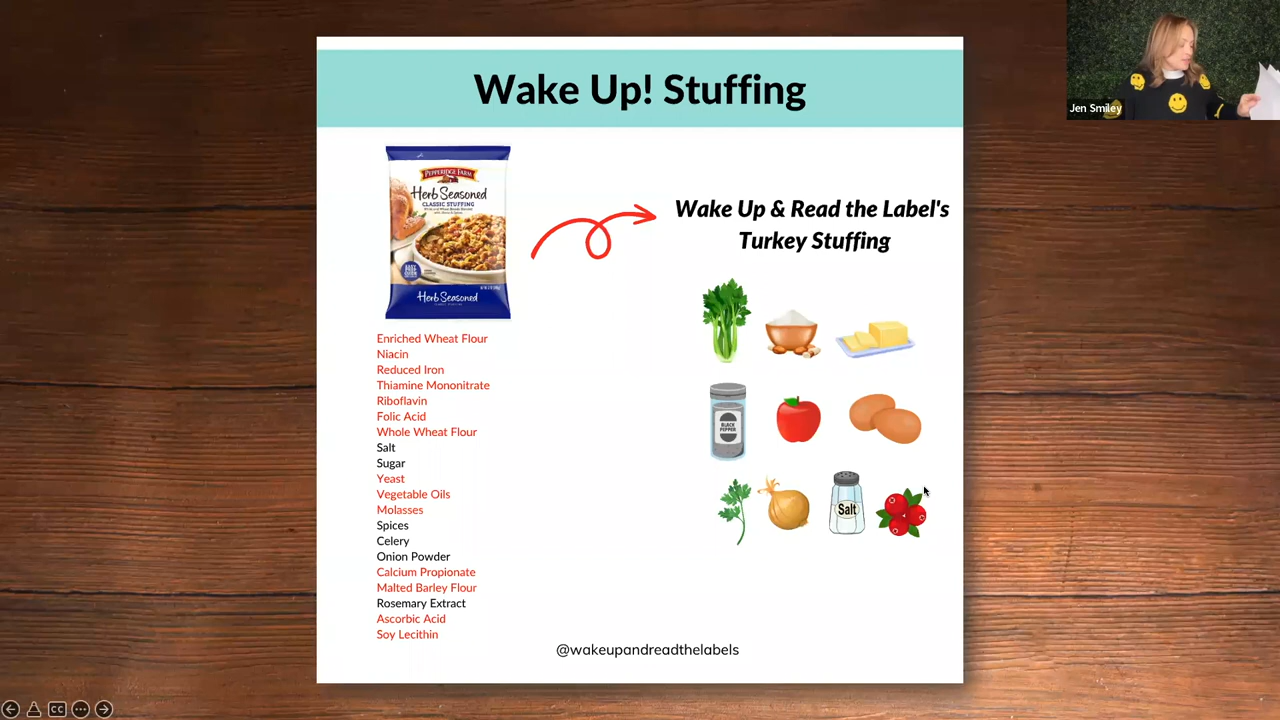 Wake Up! Stuffing
Jen Smiley
PEPPERIDGE FARM
Herb Seasoned
CLASSIC STUFFING
Herb Seasoned
Wake Up & Read the Label's
Turkey Stuffing
Enriched Wheat Flour
Niacin
Reduced Iron
Thiamine Mononitrate
Riboflavin
Folic Acid
Whole Wheat Flour
Salt
Sugar
Yeast
Vegetable Oils
Molasses
Spices
Celery
Onion Powder
Calcium Propionate
Malted Barley Flour
Rosemary Extract
Ascorbic Acid
Soy Lecithin
BLACK
PEPPER
Salt
@wakeupandreadthelabels
CC